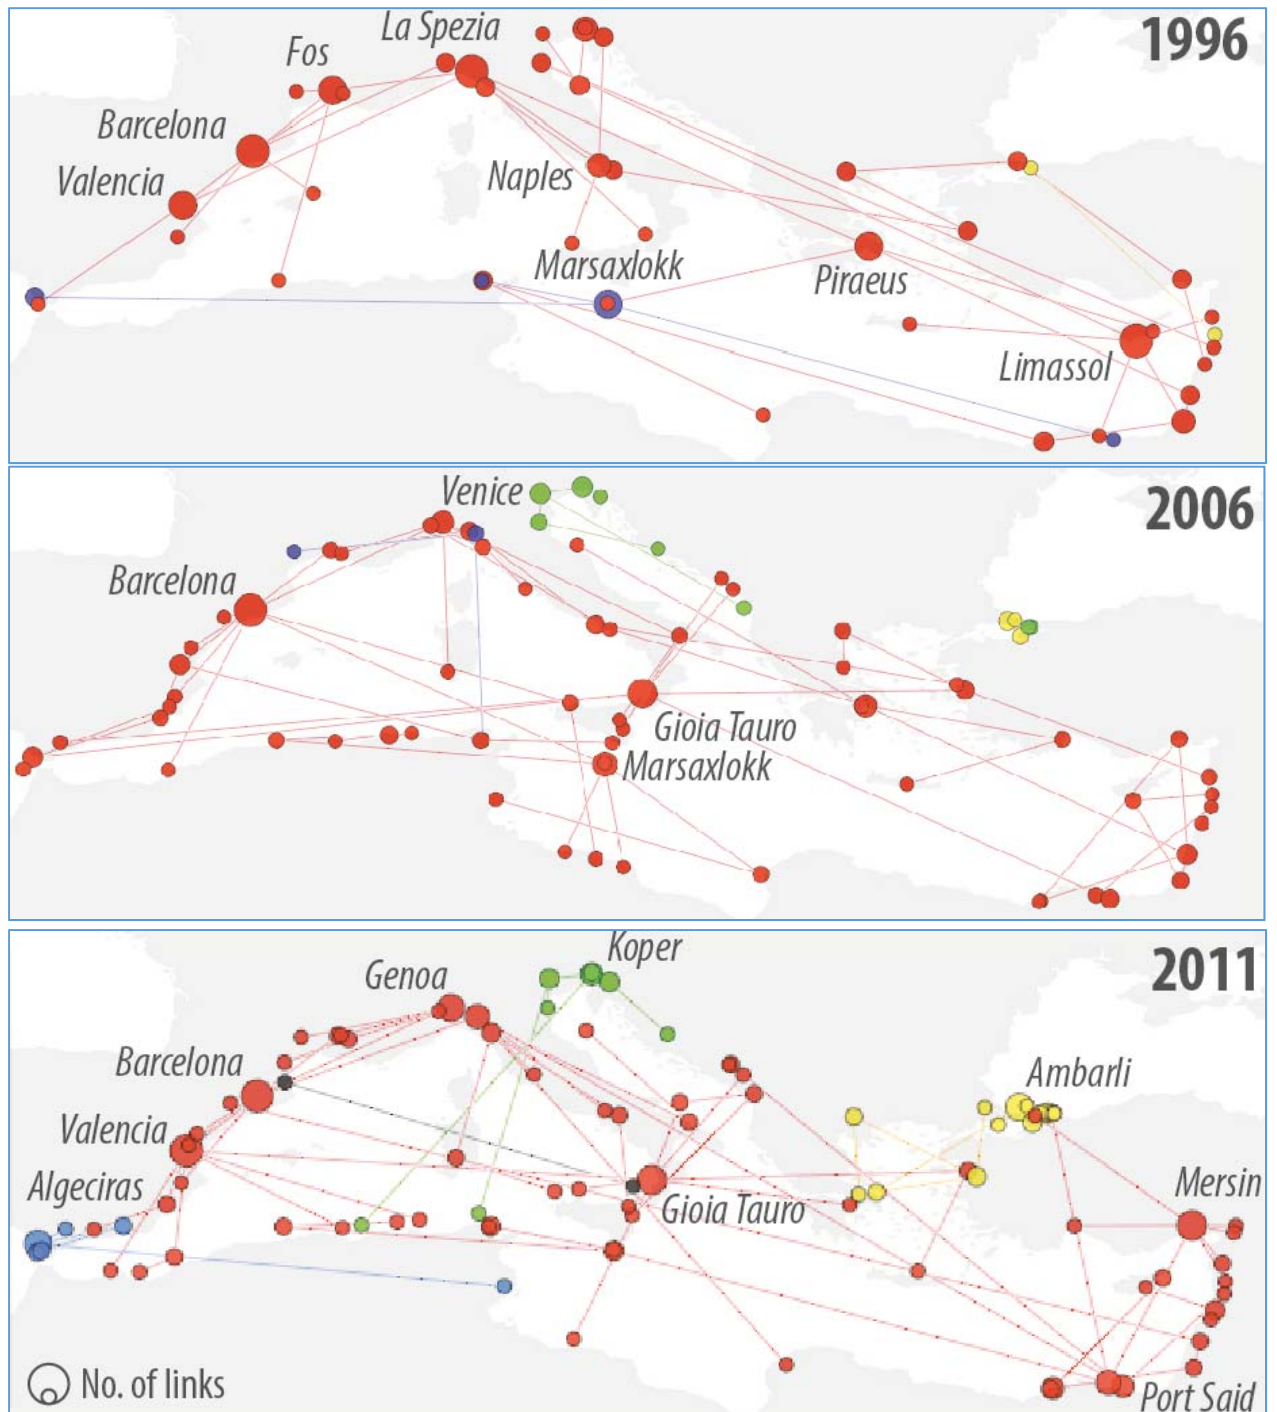 1996
La Spezia
Fos
Barcelona
Valencia
Naples
Marsaxlokk
Piraeus
Limassol
2006
Venice
Barcelona
Gioia Tauro
Marsaxlokk
2011
Koper
Genoa
Barcelona
Ambarli
Valencia
Algeciras
Mersin
Gioia Tauro
No. of links
Port Said